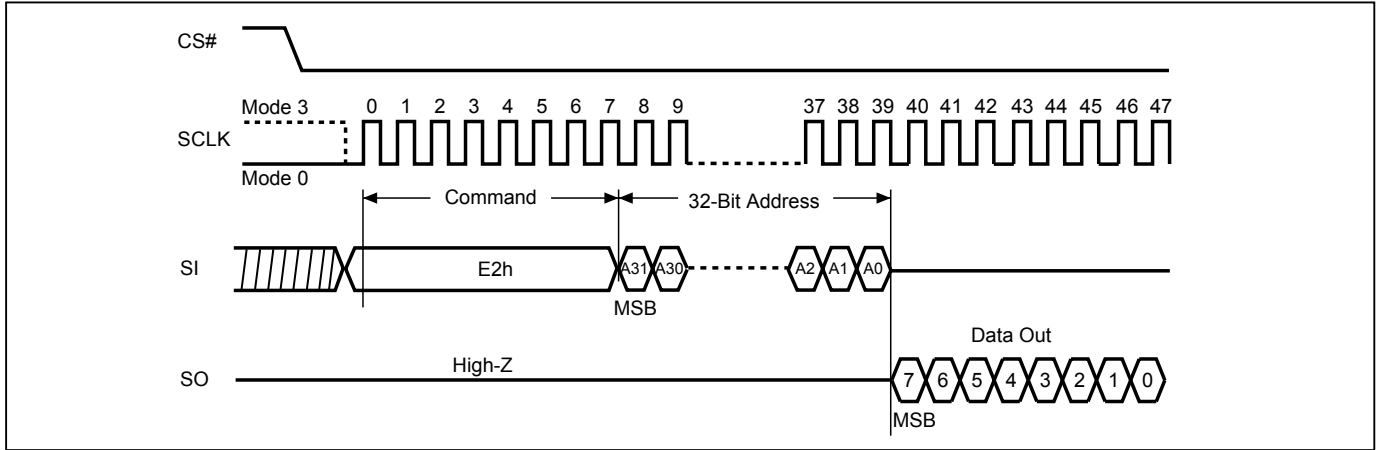 CS#
Mode 3 0 1 2 3 4 5 6 7 8 9 37 38 39 40 41 42 43 44 45 46 47
SCLK
Mode 0
Command 32-Bit Address
SI E2h A31 A30 A2 A1 A0
MSB
Data Out
High-Z
SO 7 6 5 4 3 2 1 0
MSB